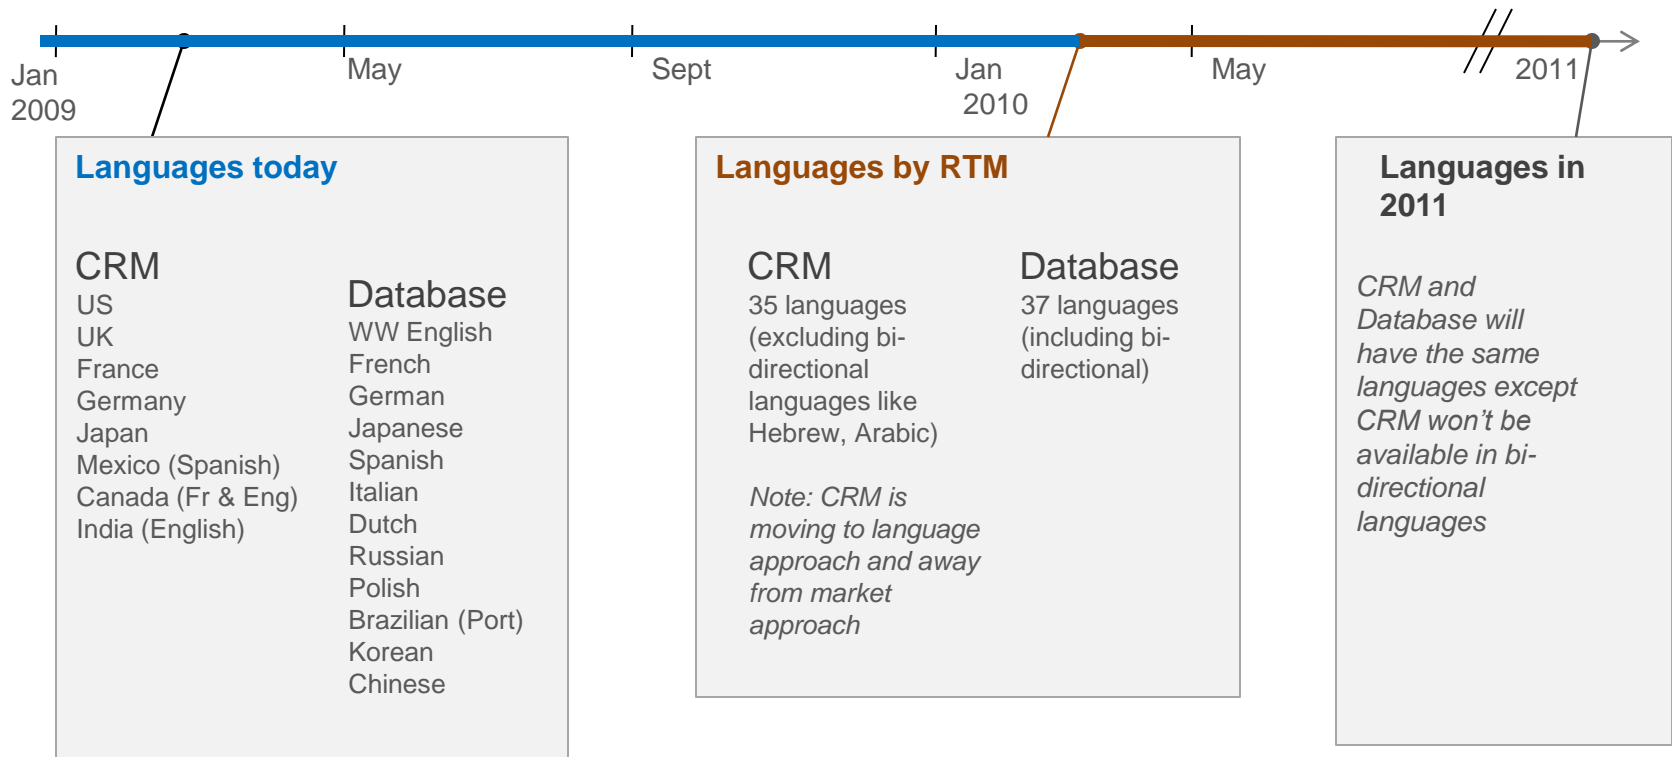 Jan
2009
May
Sept
Jan
2010
May
2011
Languages today
CRM
US
UK
France
Germany
Japan
Mexico (Spanish)
Canada (Fr & Eng)
India (English)
Database
WW English
French
German
Japanese
Spanish
Italian
Dutch
Russian
Polish
Brazilian (Port)
Korean
Chinese
Languages by RTM
CRM
35 languages
(excluding bi-
directional
languages like
Hebrew, Arabic)
Note: CRM is
moving to language
approach and away
from market
approach
Database
37 languages
(including bi-
directional)
Languages in
2011
CRM and
Database will
have the same
languages except
CRM won’t be
available in bi-
directional
languages